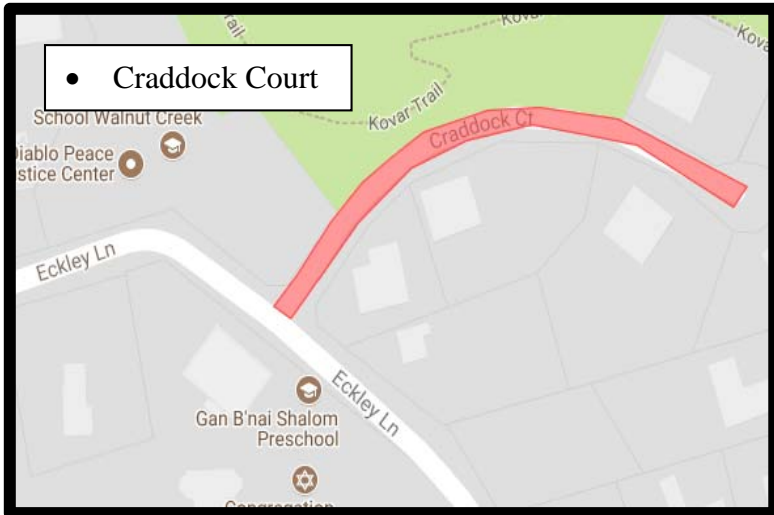 • Craddock Court
School Walnut Creek
Diablo Peace
stice Center
Kovar Trail
Craddock Ct
Eckley Ln
Eckley Ln
Gan B'nai Shalom
Preschool
Congregation